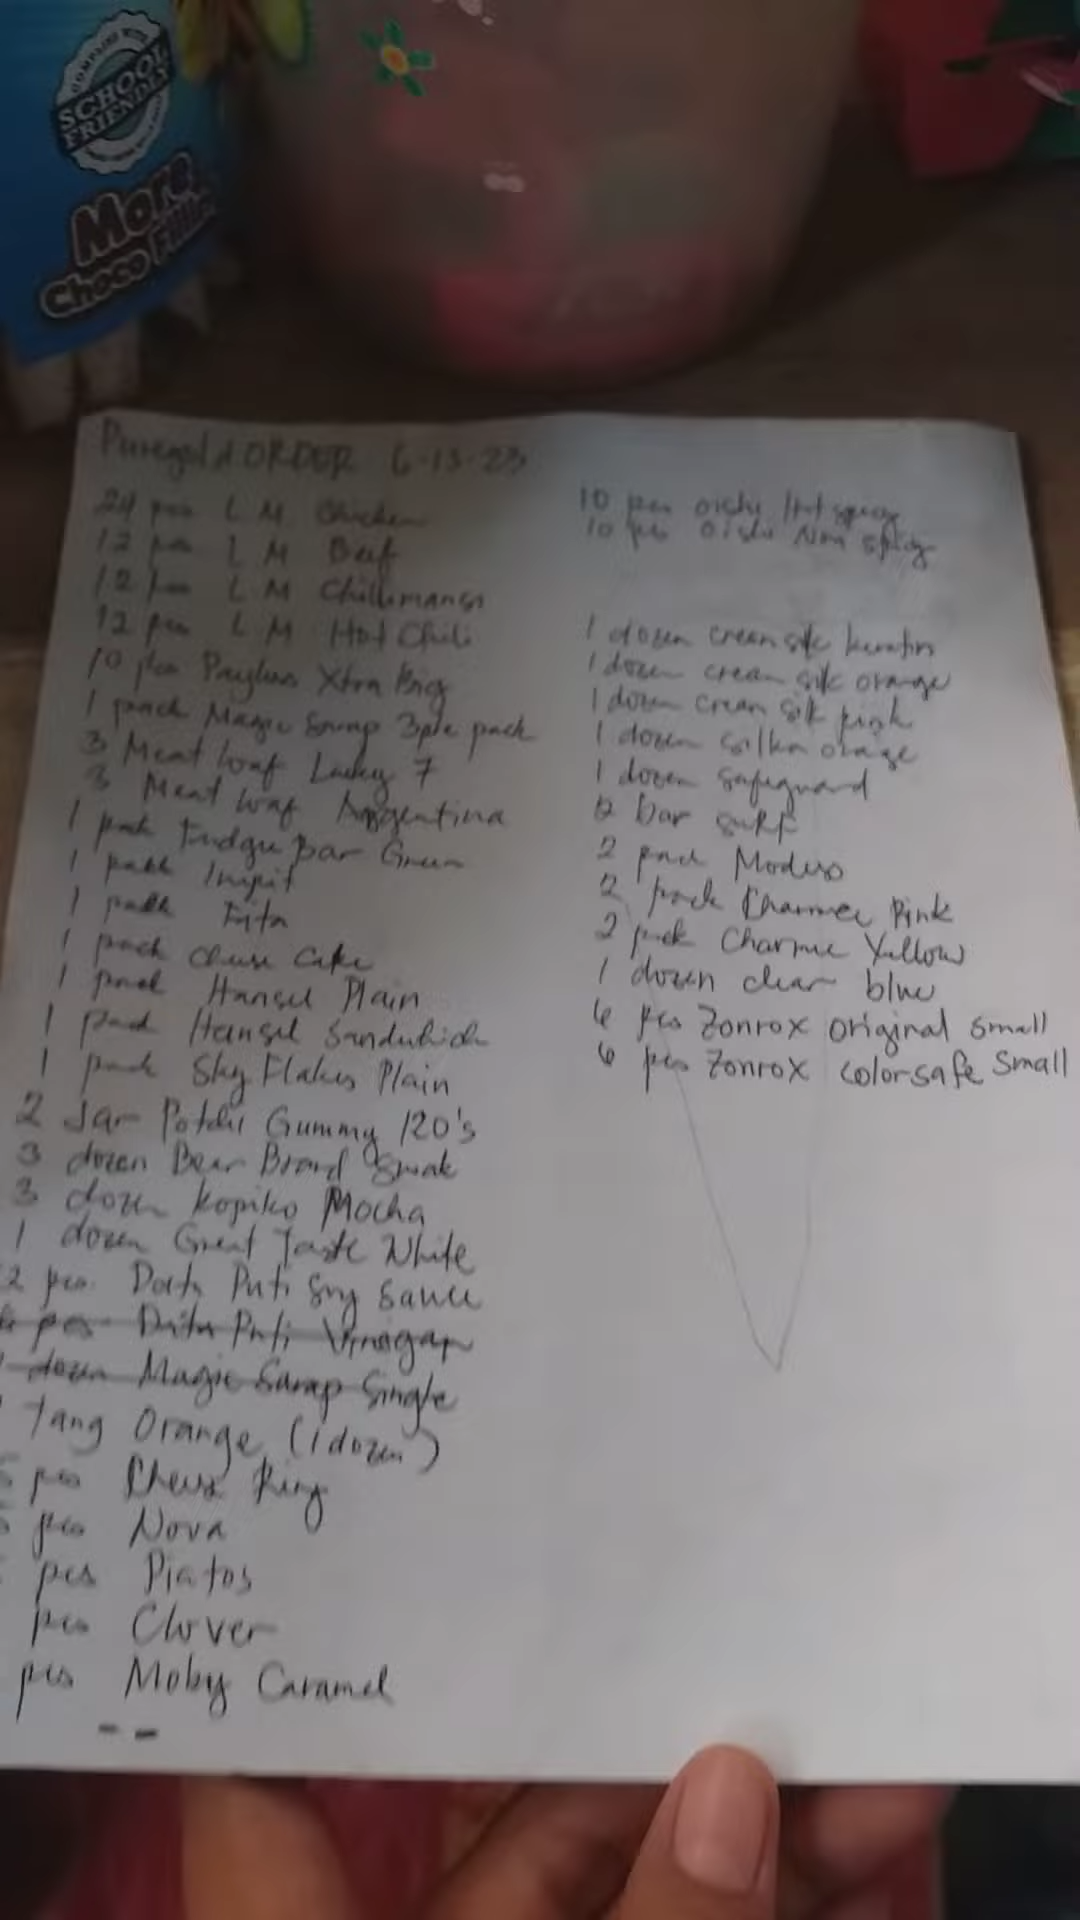 SCHOOL FRIENDLY
More
Choco Fill
Puregold ORDER 6-13-23
24 pcs L M Chicken
12 pcs L M Beef
12 pcs L M Chillimansi
12 pcs L M Hot Chili
10 pcs Payless Xtra Big
1 pack Magic Sarap 3ple pack
3 Meat loaf Lucky 7
3 Meat loaf Argentina
1 pack Fudgee bar Green
1 pack Inipit
1 pack Fita
1 pack Cheese Cake
1 pack Hansel Plain
1 pack Hansel Sandwhich
1 pack Sky Flakes Plain
2 Jar Potchi Gummy 120's
3 dozen Bear Brand Swak
3 dozen Kopiko Mocha
1 dozen Great Taste White
2 pcs. Datu Puti Soy Sauce
pcs Datu Puti Vinegar
dozen Magic Sarap Single
Tang Orange (1 dozen)
pcs Cheese Ring
pcs Nova
pcs Piatos
pcs Clover
pcs Moby Caramel
10 pcs oishi Hot spicy
10 pcs Oishi Non spicy
1 dozen cream silk keratin
1 dozen cream silk orange
1 dozen cream silk pink
1 dozen silka orange
1 dozen safeguard
12 bar surf
2 pack Modess
2 pack Charmee Pink
2 pack Charmee Yellow
1 dozen clear blue
6 pcs Zonrox original small
6 pcs Zonrox colorsafe small